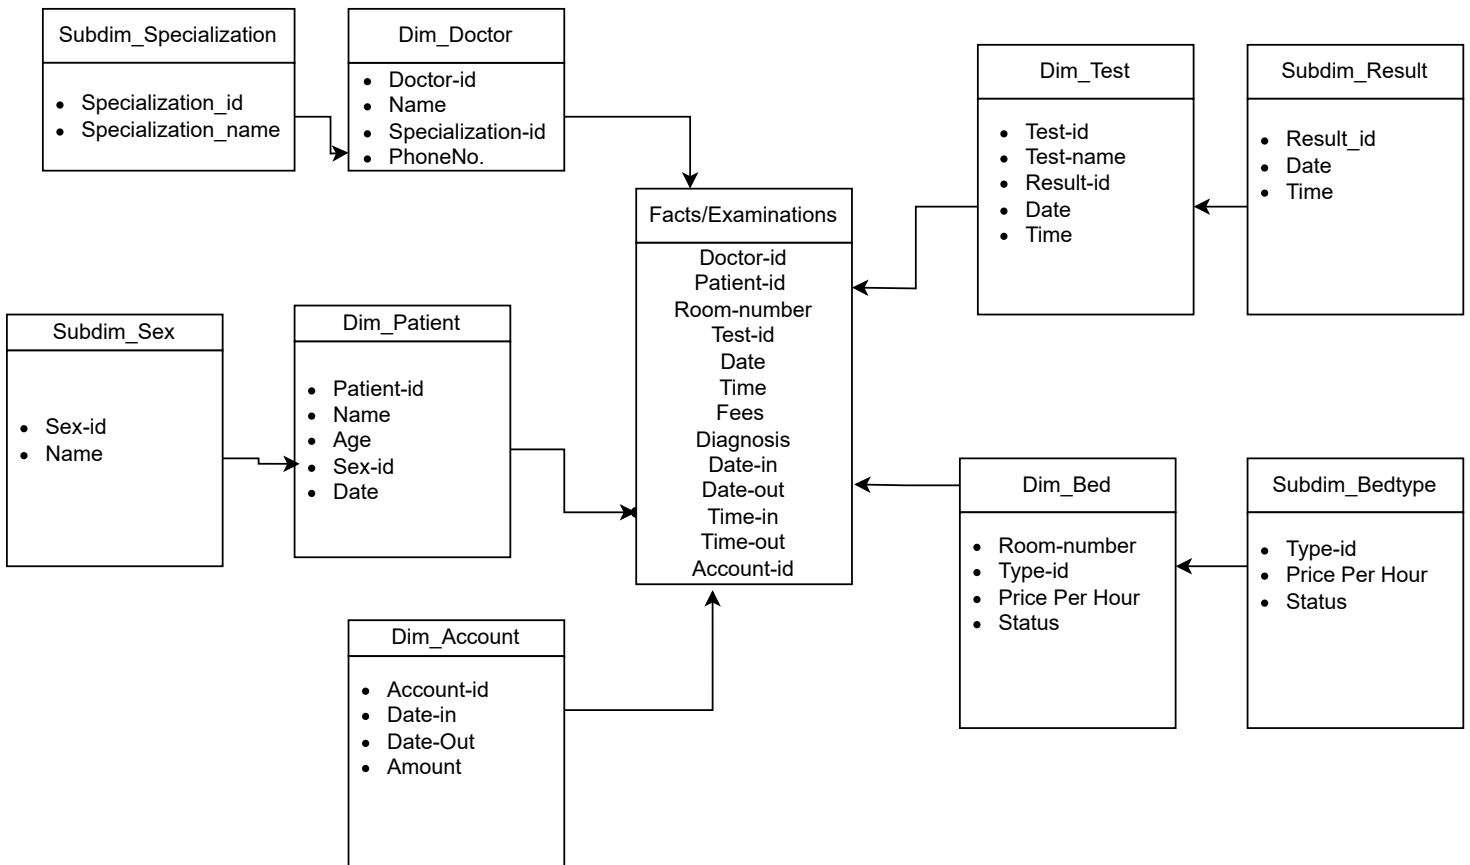 Subdim_Specialization
Specialization_id
Specialization_name
Dim_Doctor
Doctor-id
Name
Specialization-id
PhoneNo.
Dim_Test
Test-id
Test-name
Result-id
Date
Time
Subdim_Result
Result_id
Date
Time
Facts/Examinations
Doctor-id
Patient-id
Room-number
Test-id
Date
Time
Fees
Diagnosis
Date-in
Date-out
Time-in
Time-out
Account-id
Subdim_Sex
Sex-id
Name
Dim_Patient
Patient-id
Name
Age
Sex-id
Date
Dim_Bed
Room-number
Type-id
Price Per Hour
Status
Subdim_Bedtype
Type-id
Price Per Hour
Status
Dim_Account
Account-id
Date-in
Date-Out
Amount